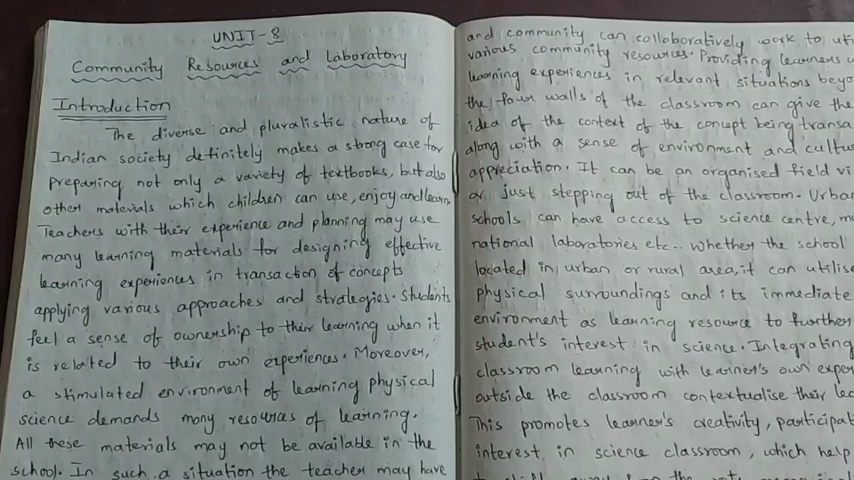 UNIT-8
Community Resources and Laboratory
Introduction
The diverse and pluralistic nature of
Indian society definitely makes a strong case for
preparing not only a variety of textbooks, but also
other materials which children can use, enjoy and learn.
Teachers with their experience and planning may use
many learning materials for designing effective
learning experiences in transaction of concepts
applying various approaches and strategies. Students
feel a sense of ownership to their learning when it
is related to their own experiences. Moreover,
a stimulated environment of learning physical
science demands many resources of learning.
All these materials may not be available in the
school. In such a situation the teacher may have
and community can collaboratively work to uti
various community resources. Providing learners
learning experiences in relevant situations beyo
the four walls of the classroom can give the
idea of the context of the concept being transa
along with a sense of environment and cultu
appreciation. It can be an organised field vi
or just stepping out of the classroom. Urba
schools can have access to science centre, mu
national laboratories etc.. Whether the school
located in urban or rural area, it can utilise
physical surroundings and its immediate
environment as learning resource to further
student's interest in science. Integrating
classroom learning with learner's own exper
outside the classroom contextualise their lea
This promotes learner's creativity, participat
interest in science classroom, which help